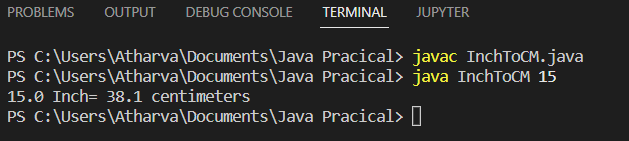 PROBLEMS OUTPUT DEBUG CONSOLE TERMINAL JUPYTER
PS C:\Users\Atharva\Documents\Java Pracical> javac InchToCM.java
PS C:\Users\Atharva\Documents\Java Pracical> java InchToCM 15
15.0 Inch= 38.1 centimeters
PS C:\Users\Atharva\Documents\Java Pracical>